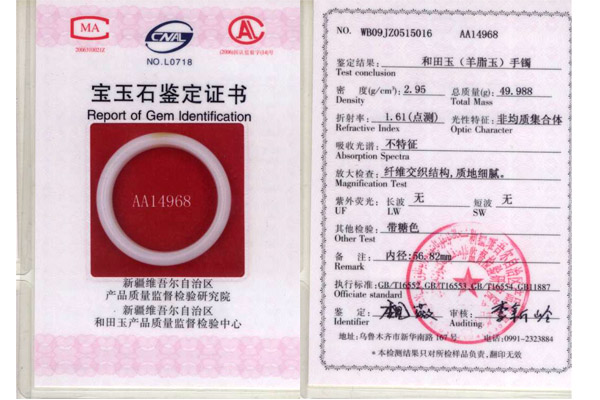 MA
CNAL
AL
NO.L0718
宝玉石鉴定证书
Report of Gem Identification
AA14968
新疆维吾尔自治区
产品质量监督检验研究院
新疆维吾尔自治区
和田玉产品质量监督检验中心
NO. WB09JZ0515016 AA14968
鉴定结果: 和田玉(羊脂玉)手镯
Test conclusion
密 度(g/cm³): 2.95 总质量(g): 49.988
Density Total Mass
折射率: 1.61(点测) 光性特征: 非均质集合体
Refractive Index Optic Character
吸收光谱: 不特征
Absorption Spectra
放大检查: 纤维交织结构,质地细腻。
Magnification Test
紫外荧光: 长波 无 短波 无
UF LW SW
其他检验: 带糖色
Other Test
备 注: 内径:56.82mm
Remark
执行标准: GB/T16552、GB/T16553、GB/T16554、GB11887
Officiate standard
鉴 定: 审核:
Identifier Auditing
地址: 乌鲁木齐市新华南路167号 电话: 0991-2323884
*本检测结果只对所检样品负责,翻印无效